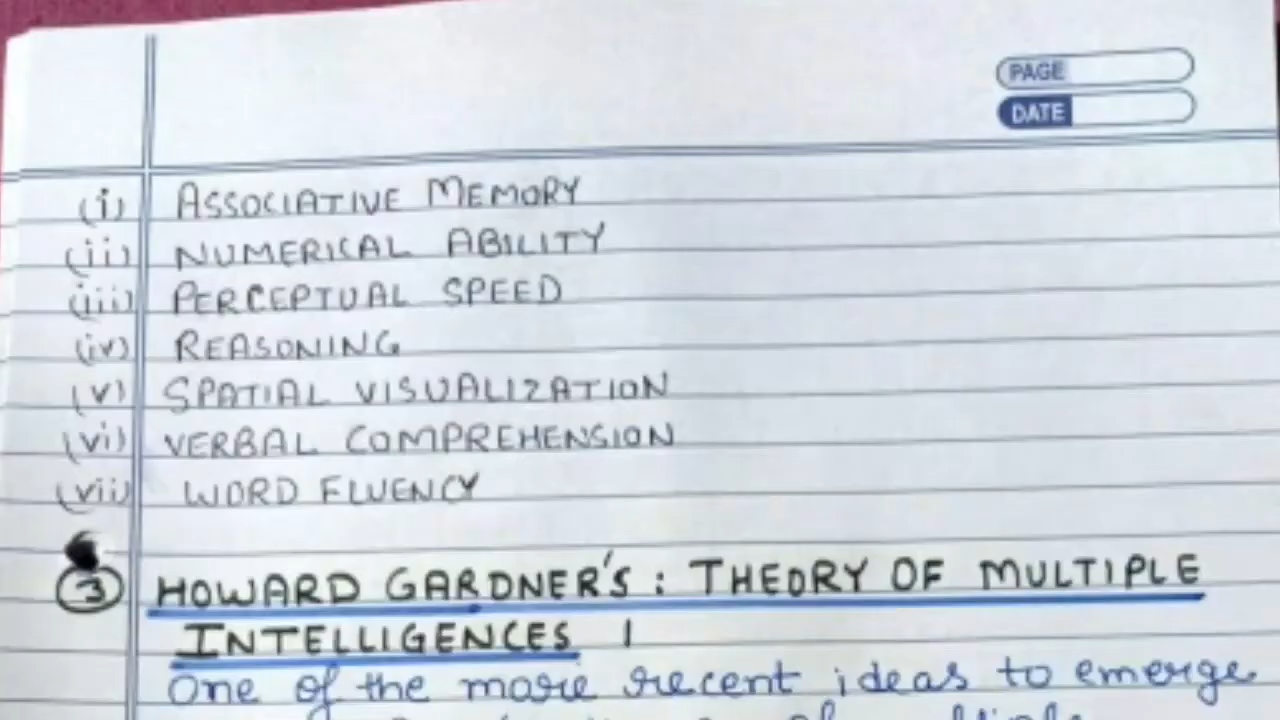 PAGE
DATE
(i) ASSOCIATIVE MEMORY
(ii) NUMERICAL ABILITY
(iii) PERCEPTUAL SPEED
(iv) REASONING
(v) SPATIAL VISUALIZATION
(vi) VERBAL COMPREHENSION
(vii) WORD FLUENCY
3 HOWARD GARDNER'S : THEORY OF MULTIPLE
INTELLIGENCES |
One of the more recent ideas to emerge